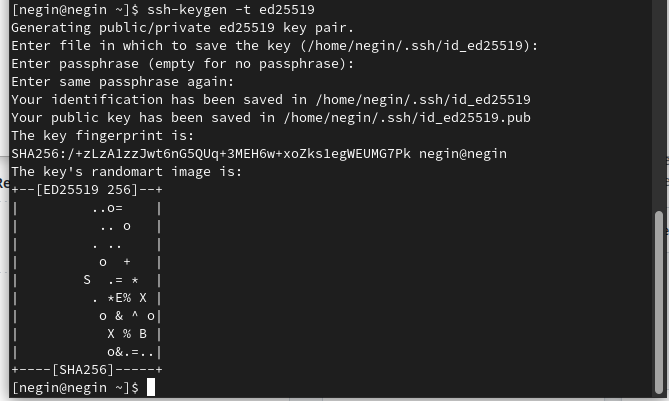 [negin@negin ~]$ ssh-keygen -t ed25519
Generating public/private ed25519 key pair.
Enter file in which to save the key (/home/negin/.ssh/id_ed25519):
Enter passphrase (empty for no passphrase):
Enter same passphrase again:
Your identification has been saved in /home/negin/.ssh/id_ed25519
Your public key has been saved in /home/negin/.ssh/id_ed25519.pub
The key fingerprint is:
SHA256:/+zLzA1zzJwt6nG5QUq+3MEH6w+xoZks1egWEUMG7Pk negin@negin
The key's randomart image is:
+--[ED25519 256]--+
|         ..o=    |
|          .. o   |
|         . ..    |
|          o  +   |
|        S  .= *  |
|         . *E% X |
|          o & ^ o|
|           X % B |
|           o&.=..|
+----[SHA256]-----+
[negin@negin ~]$